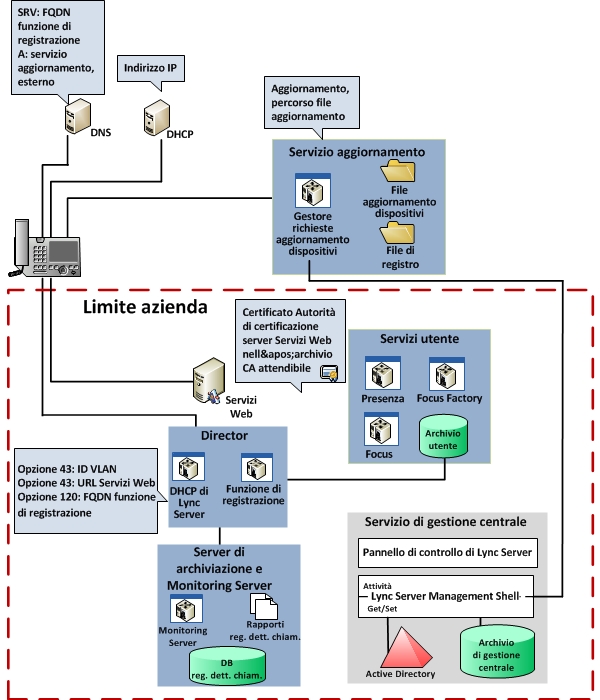 SRV: FQDN
funzione di
registrazione
A: servizio
aggiornamento,
esterno
Indirizzo IP
DNS
DHCP
Aggiornamento,
percorso file
aggiornamento
Servizio aggiornamento
Gestore
richieste
aggiornamento
dispositivi
File
aggiornamento
dispositivi
File di
registro
Limite azienda
Certificato Autorità
di certificazione
server Servizi Web
nell&apos;archivio
CA attendibile
Servizi
Web
Servizi utente
Presenza
Focus Factory
Focus
Archivio
utente
Director
DHCP di
Lync
Server
Funzione di
registrazione
Opzione 43: ID VLAN
Opzione 43: URL Servizi Web
Opzione 120: FQDN funzione
di registrazione
Server di
archiviazione e
Monitoring Server
Monitoring
Server
Rapporti
reg. dett. chiam.
DB
reg. dett. chiam.
Servizio di gestione centrale
Pannello di controllo di Lync Server
Attività
Lync Server Management Shell
Get/Set
Active Directory
Archivio
di gestione
centrale